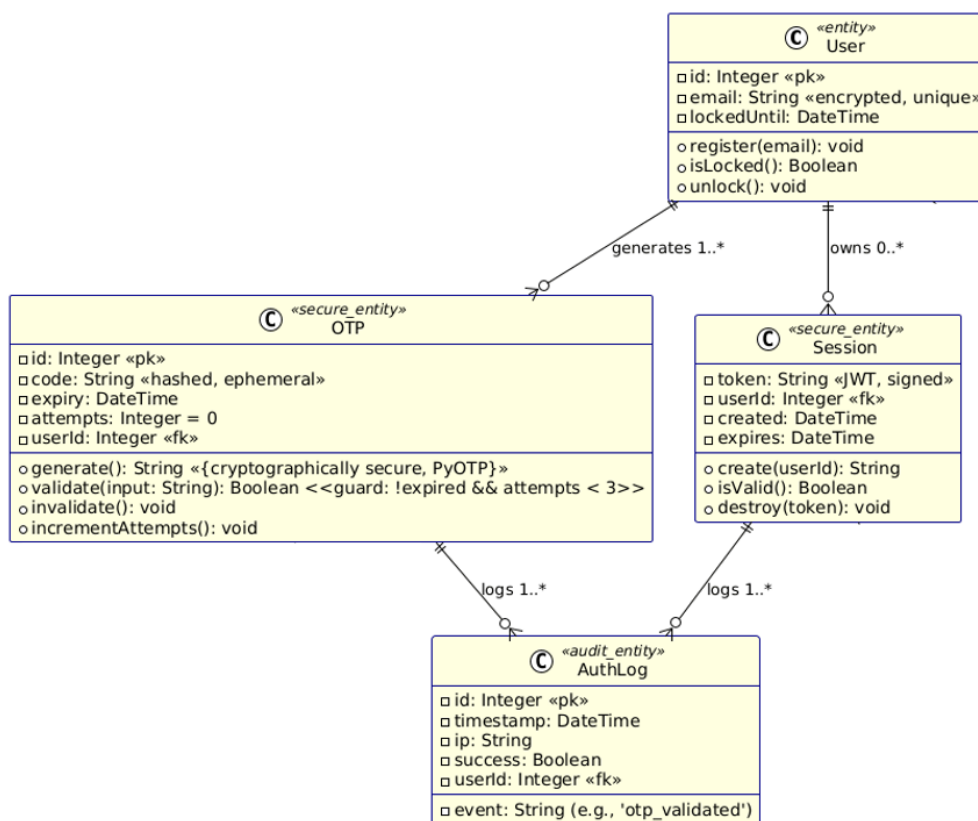 C «entity»
User
id: Integer «pk»
email: String «encrypted, unique»
lockedUntil: DateTime
register(email): void
isLocked(): Boolean
unlock(): void
generates 1..*
owns 0..*
C «secure_entity»
OTP
id: Integer «pk»
code: String «hashed, ephemeral»
expiry: DateTime
attempts: Integer = 0
userId: Integer «fk»
generate(): String «{cryptographically secure, PyOTP}»
validate(input: String): Boolean <<guard: !expired && attempts < 3>>
invalidate(): void
incrementAttempts(): void
C «secure_entity»
Session
token: String «JWT, signed»
userId: Integer «fk»
created: DateTime
expires: DateTime
create(userId): String
isValid(): Boolean
destroy(token): void
logs 1..*
logs 1..*
C «audit_entity»
AuthLog
id: Integer «pk»
timestamp: DateTime
ip: String
success: Boolean
userId: Integer «fk»
event: String (e.g., 'otp_validated')